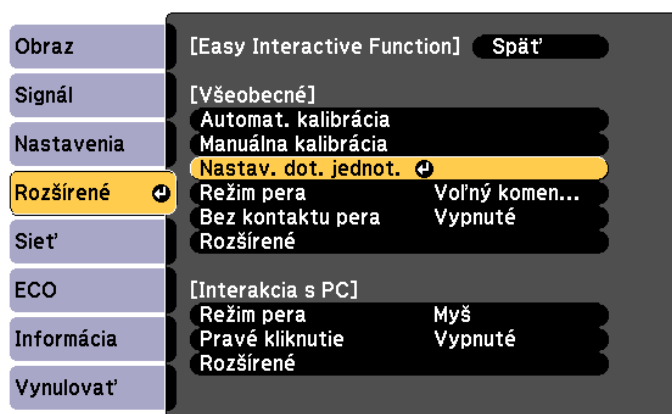 Obraz
Signál
Nastavenia
Rozšírené
Sieť
ECO
Informácia
Vynulovať
[Easy Interactive Function] Späť
[Všeobecné]
Automat. kalibrácia
Manuálna kalibrácia
Nastav. dot. jednot.
Režim pera Voľný komen...
Bez kontaktu pera Vypnuté
Rozšírené
[Interakcia s PC]
Režim pera Myš
Pravé kliknutie Vypnuté
Rozšírené